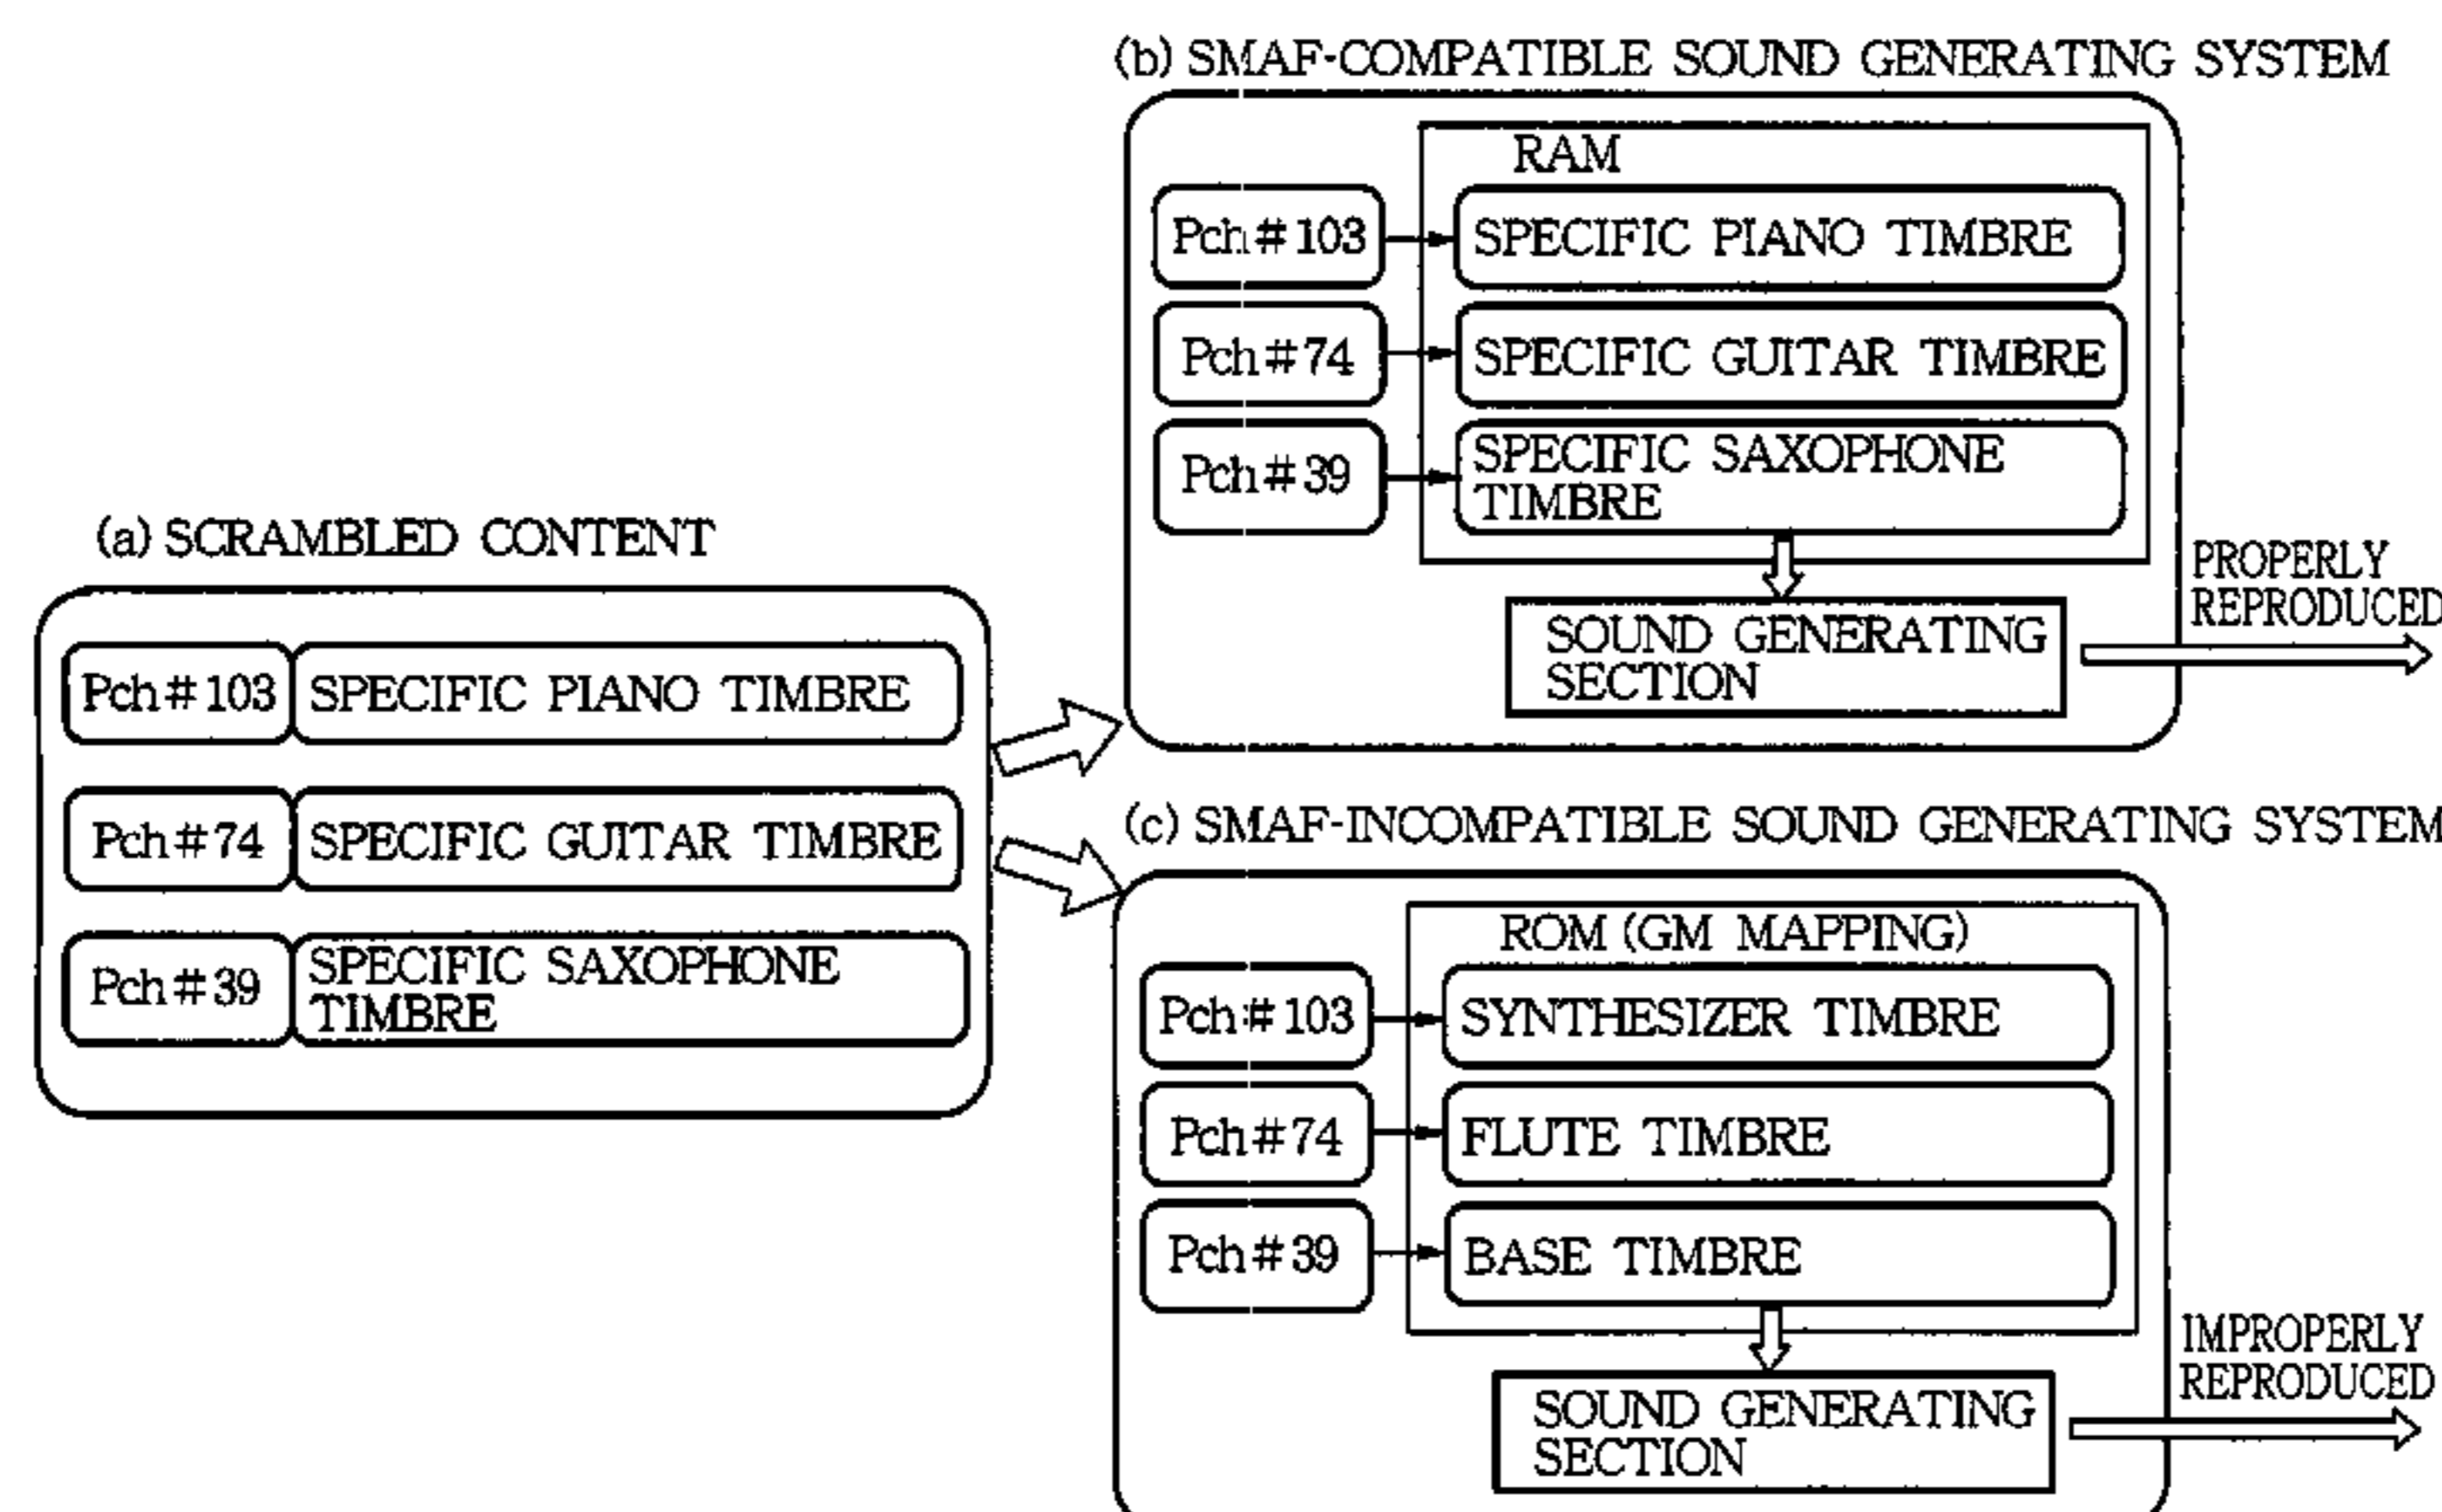 (b) SMAF-COMPATIBLE SOUND GENERATING SYSTEM
RAM
Pch#103
SPECIFIC PIANO TIMBRE
Pch#74
SPECIFIC GUITAR TIMBRE
Pch#39
SPECIFIC SAXOPHONE
TIMBRE
SOUND GENERATING
SECTION
PROPERLY
REPRODUCED
(a) SCRAMBLED CONTENT
Pch#103
SPECIFIC PIANO TIMBRE
Pch#74
SPECIFIC GUITAR TIMBRE
Pch#39
SPECIFIC SAXOPHONE
TIMBRE
(c) SMAF-INCOMPATIBLE SOUND GENERATING SYSTEM
ROM (GM MAPPING)
Pch#103
SYNTHESIZER TIMBRE
Pch#74
FLUTE TIMBRE
Pch#39
BASE TIMBRE
SOUND GENERATING
SECTION
IMPROPERLY
REPRODUCED